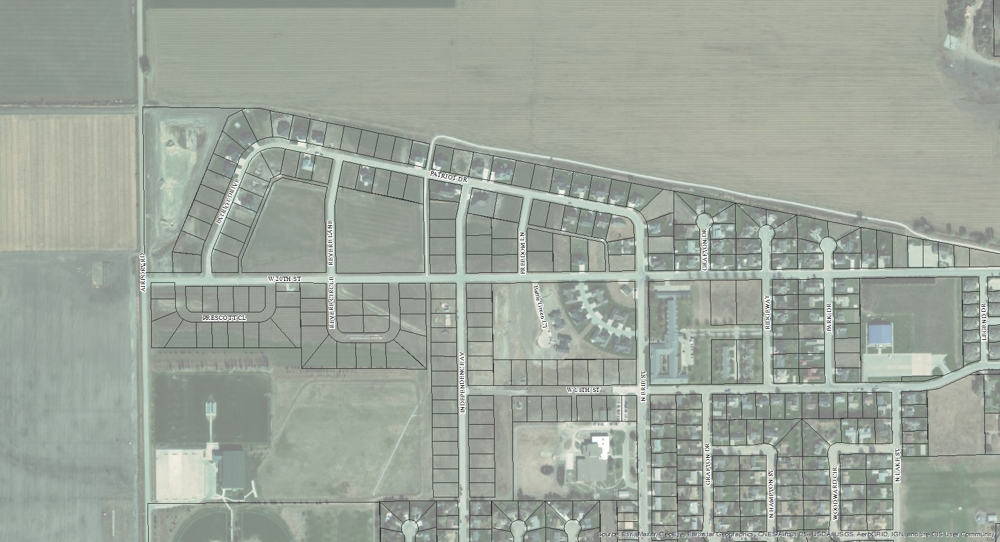 PATRIOT DR
PATRIOT DRIVE
REVERE LANE
FREEDOM LN
GRAFTON DR
AIRPORT RD
W 20TH ST
REVERE CIRCLE
Battle Green CT
RIDGEWAY
PARK DR
LEGEND DR
PRESCOTT CL
INDEPENDENCE AV
N ERIE ST
W 18TH ST
GRAFTON DR
N HAMPTON ST
WOODWARD CIR
N LAKE ST
Source: Esri, Maxar, GeoEye, Earthstar Geographics, CNES/Airbus DS, USDA, USGS, AeroGRID, IGN, and the GIS User Community